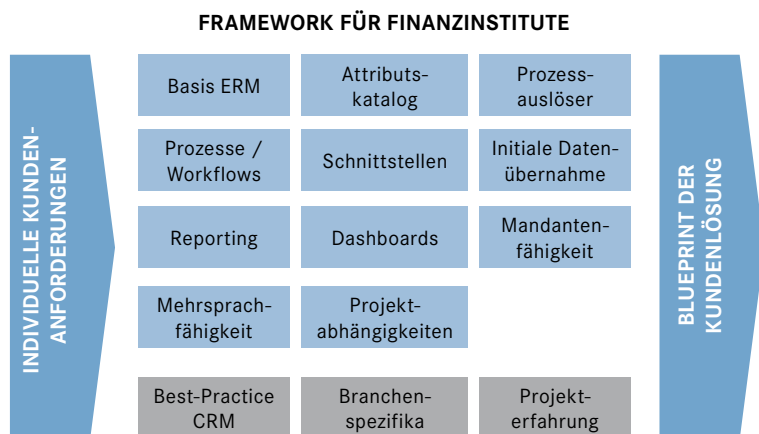 FRAMEWORK FÜR FINANZINSTITUTE
INDIVIDUELLE KUNDEN-
ANFORDERUNGEN
Basis ERM
Attributs-
katalog
Prozess-
auslöser
Prozesse /
Workflows
Schnittstellen
Initiale Daten-
übernahme
Reporting
Dashboards
Mandanten-
fähigkeit
Mehrsprach-
fähigkeit
Projekt-
abhängigkeiten
Best-Practice
CRM
Branchen-
spezifika
Projekt-
erfahrung
BLUEPRINT DER
KUNDENLÖSUNG